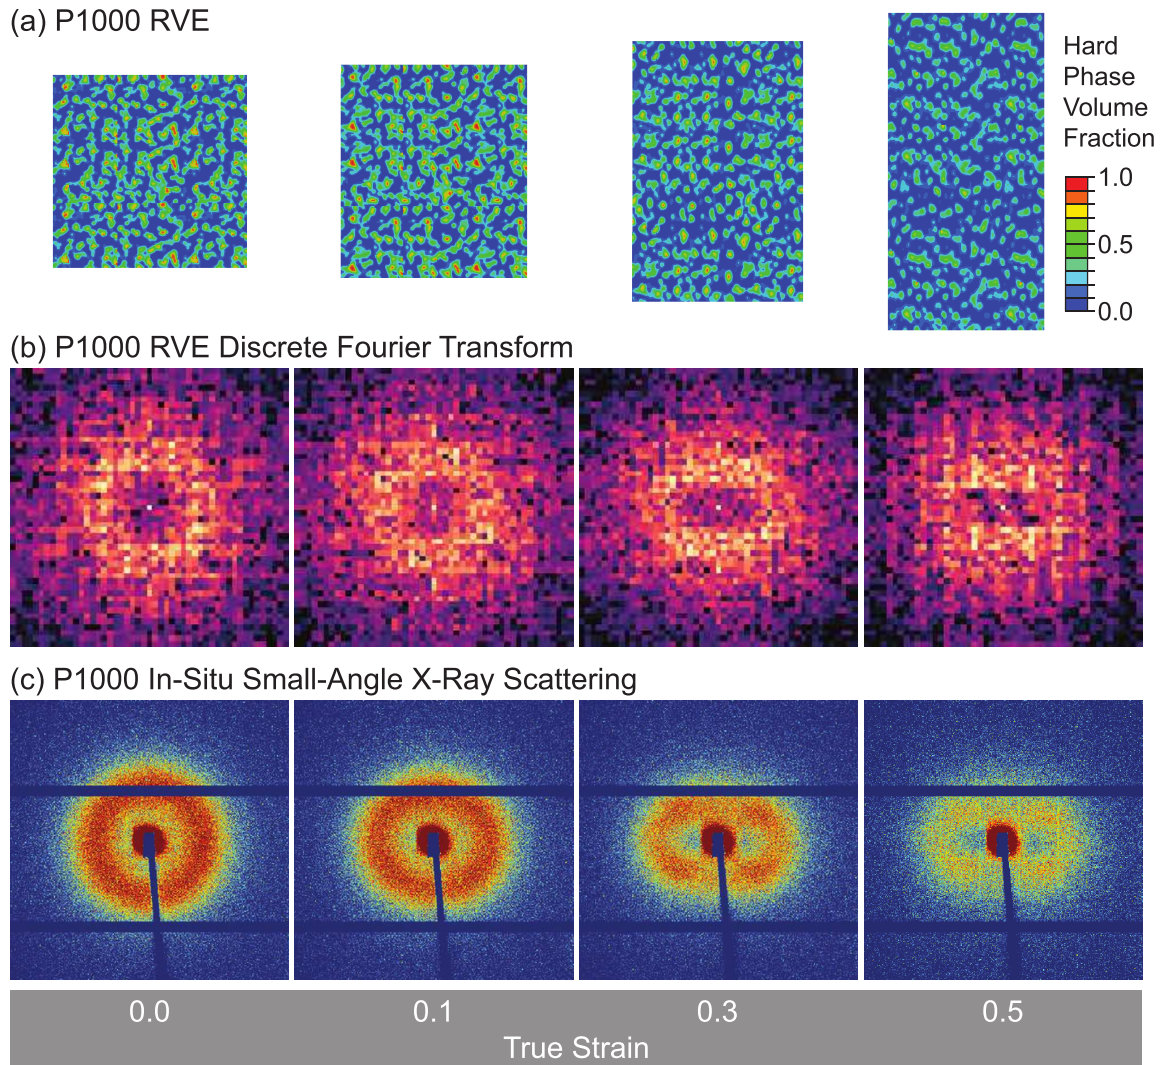 (a) P1000 RVE
Hard
Phase
Volume
Fraction
1.0
0.5
0.0
(b) P1000 RVE Discrete Fourier Transform
(c) P1000 In-Situ Small-Angle X-Ray Scattering
0.0 0.1 0.3 0.5
True Strain